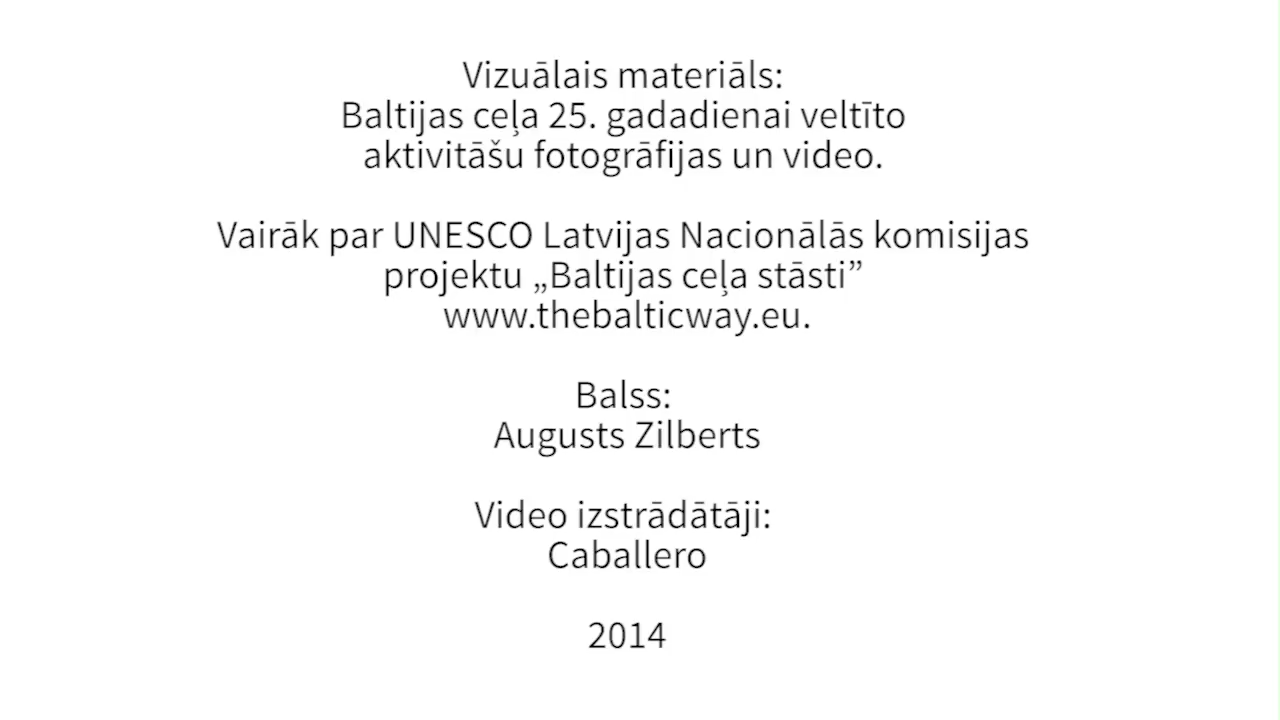 Vizuālais materiāls:
Baltijas ceļa 25. gadadienai veltīto
aktivitāšu fotogrāfijas un video.
Vairāk par UNESCO Latvijas Nacionālās komisijas
projektu „Baltijas ceļa stāsti”
www.thebalticway.eu.
Balss:
Augusts Zilberts
Video izstrādātāji:
Caballero
2014